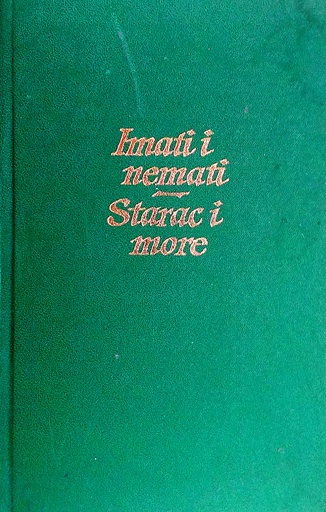 Imati i
nemati
Starac i
more